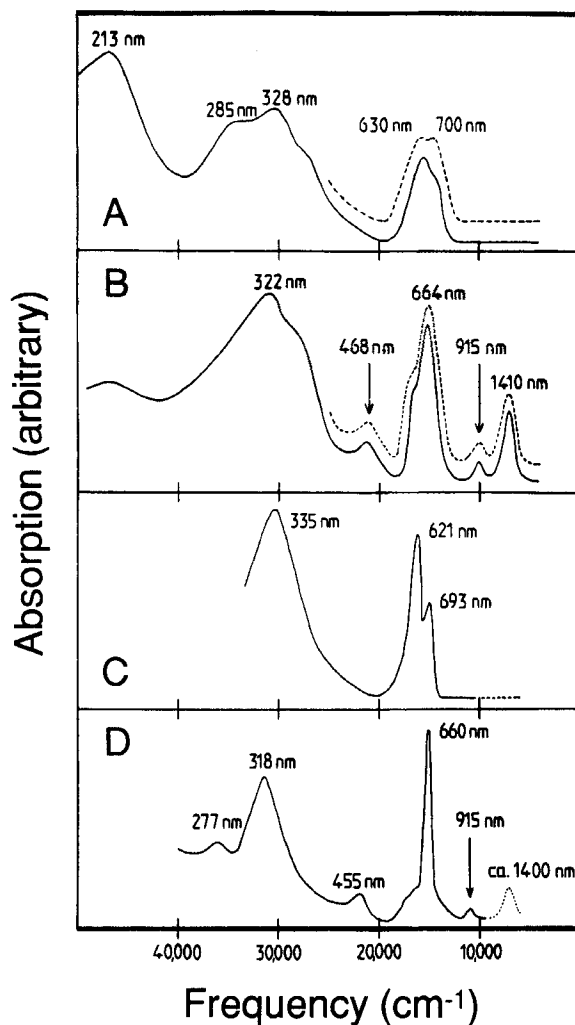 213 nm
285 nm
328 nm
630 nm
700 nm
A
B
322 nm
468 nm
664 nm
915 nm
1410 nm
C
335 nm
621 nm
693 nm
D
277 nm
318 nm
455 nm
660 nm
915 nm
ca. 1400 nm
40,000
30,000
20,000
10,000
Absorption (arbitrary)
Frequency (cm-1)